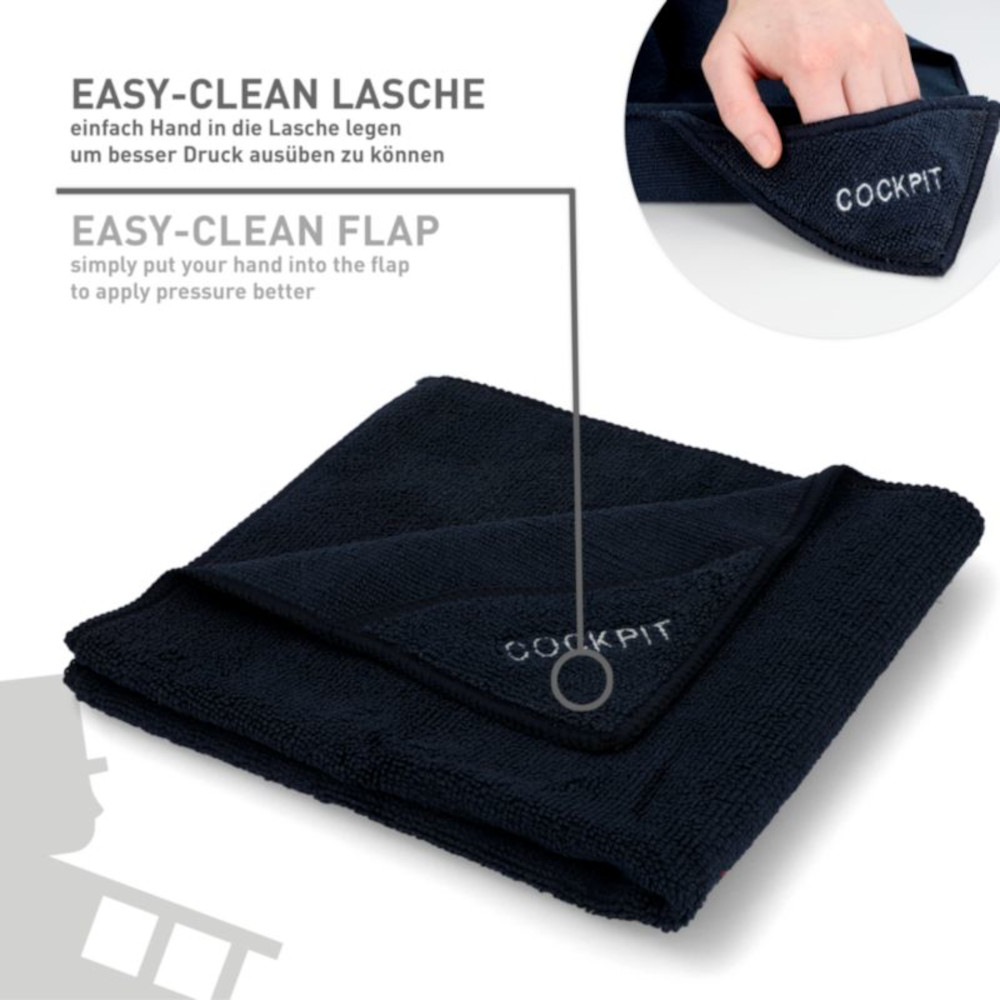 EASY-CLEAN LASCHE
einfach Hand in die Lasche legen
um besser Druck ausüben zu können
EASY-CLEAN FLAP
simply put your hand into the flap
to apply pressure better
COCKPIT
COCKPIT